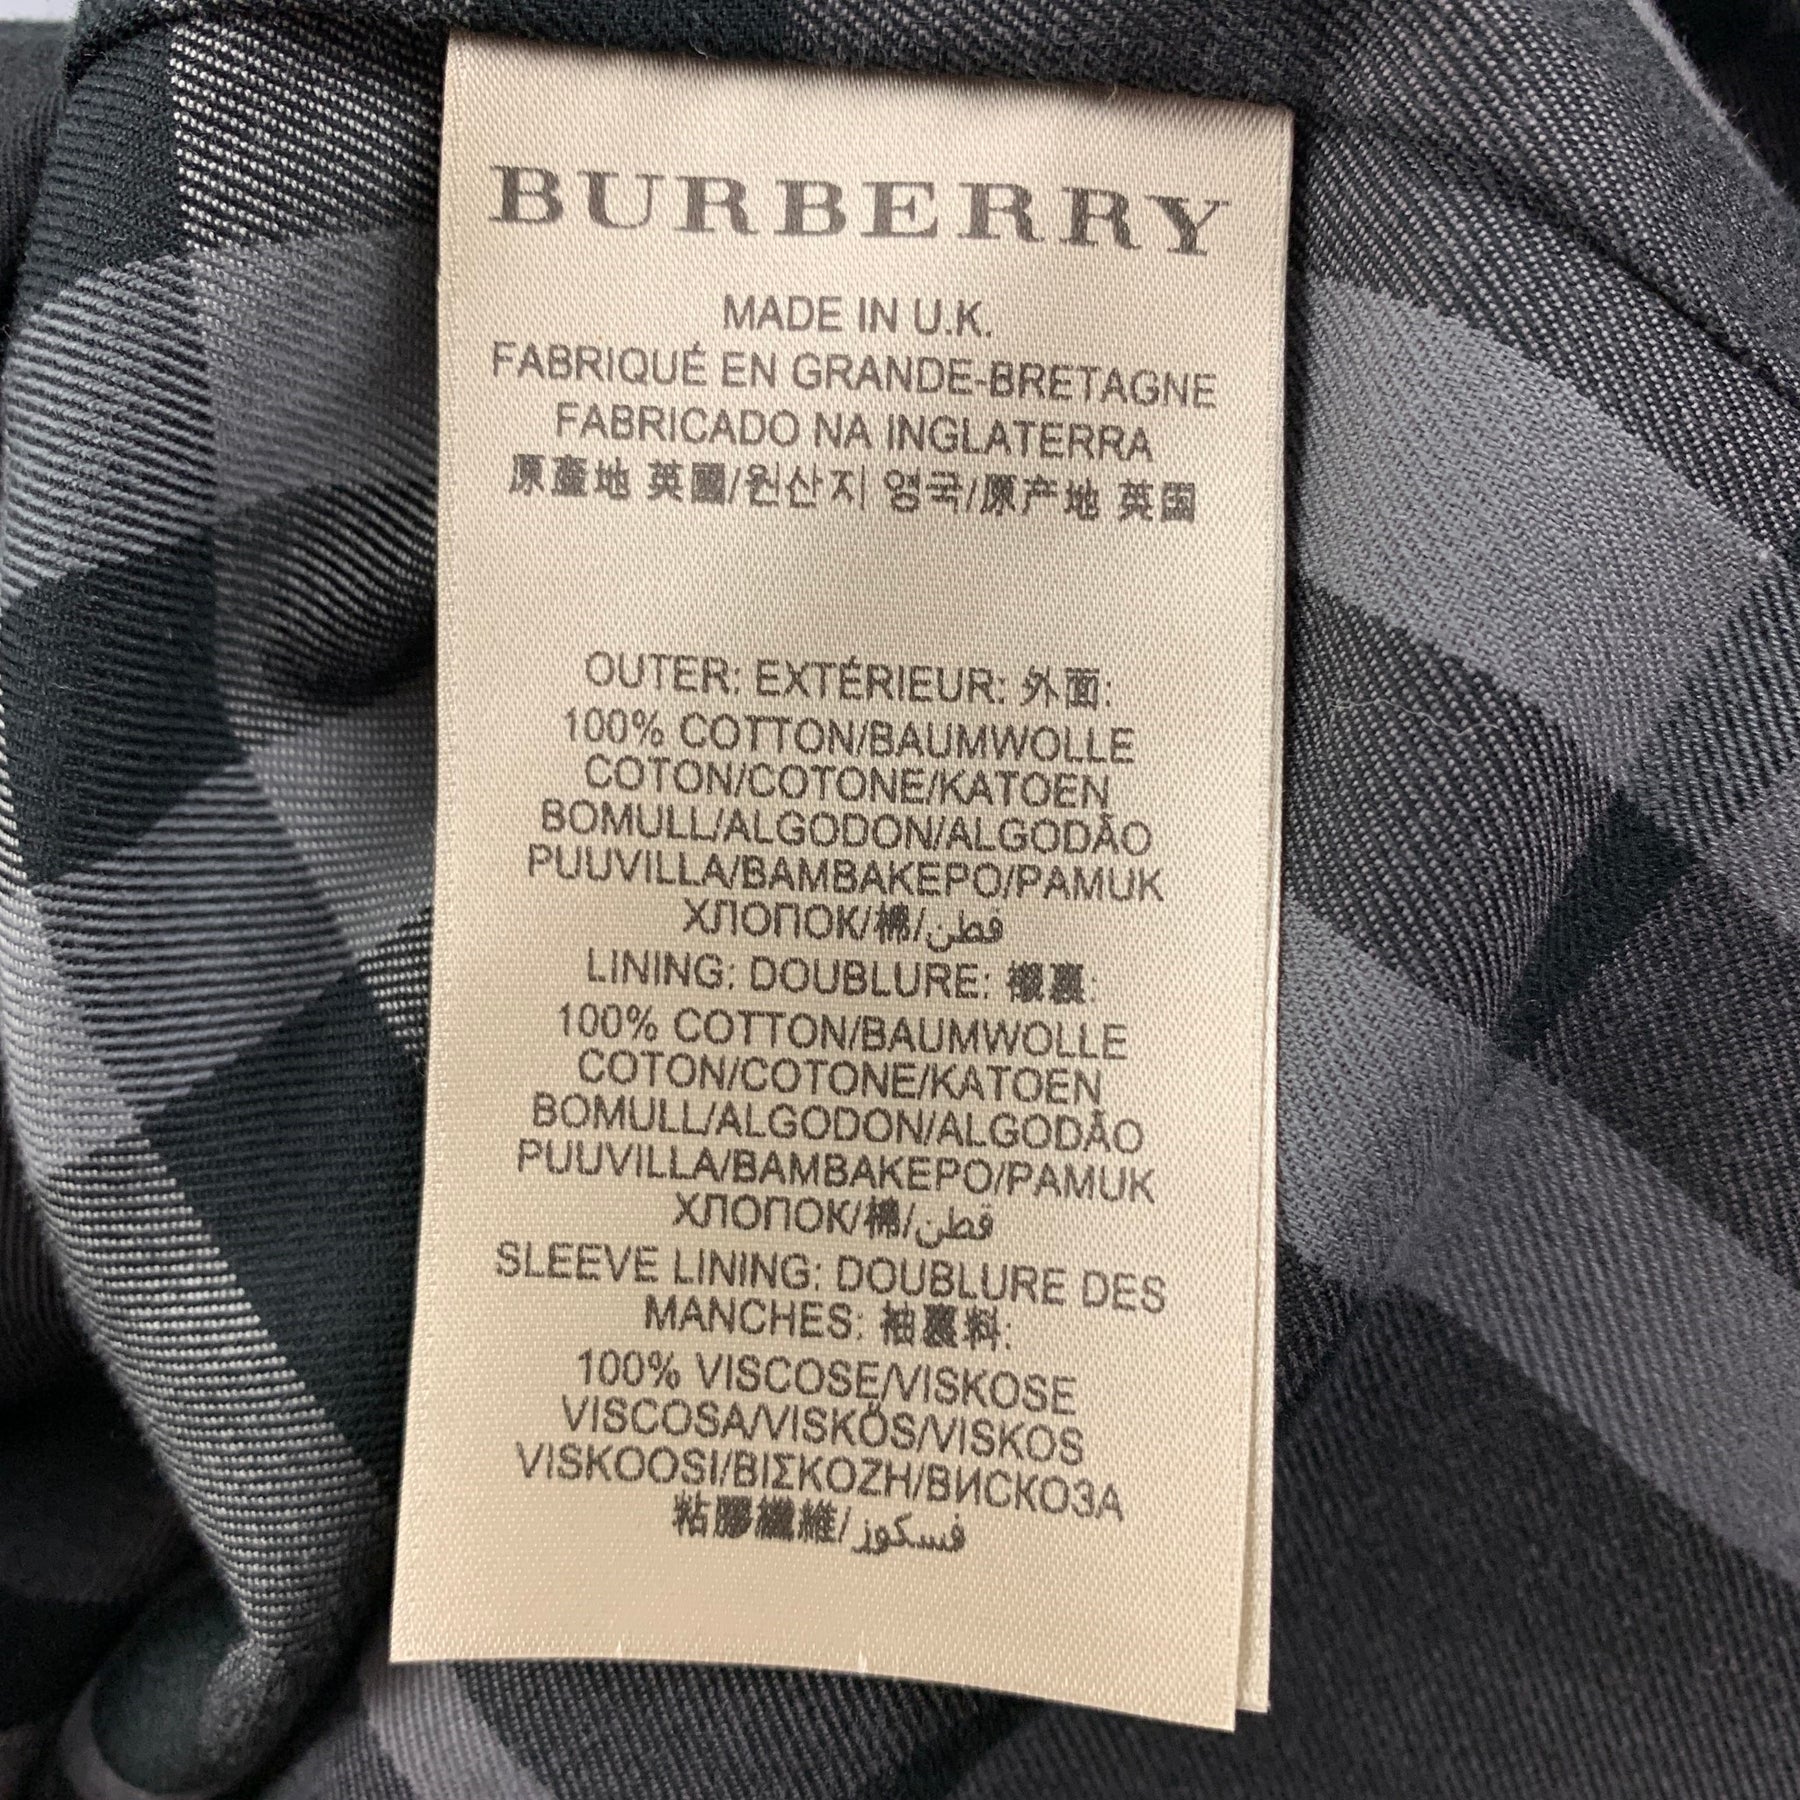 BURBERRY
MADE IN U.K.
FABRIQUÉ EN GRANDE-BRETAGNE
FABRICADO NA INGLATERRA
原產地 英國/원산지 영국/原产地 英国
OUTER: EXTÉRIEUR: 外面:
100% COTTON/BAUMWOLLE
COTON/COTONE/KATOEN
BOMULL/ALGODON/ALGODÃO
PUUVILLA/BAMBAKEPO/PAMUK
ХЛОПОК/棉/قطن
LINING: DOUBLURE: 襯裏:
100% COTTON/BAUMWOLLE
COTON/COTONE/KATOEN
BOMULL/ALGODON/ALGODÃO
PUUVILLA/BAMBAKEPO/PAMUK
ХЛОПОК/棉/قطن
SLEEVE LINING: DOUBLURE DES
MANCHES: 袖裏料:
100% VISCOSE/VISKOSE
VISCOSA/VISKÓS/VISKOS
VISKOOSI/ΒΙΣΚΟΖΗ/ВИСКОЗА
粘膠纖維/فسكوز